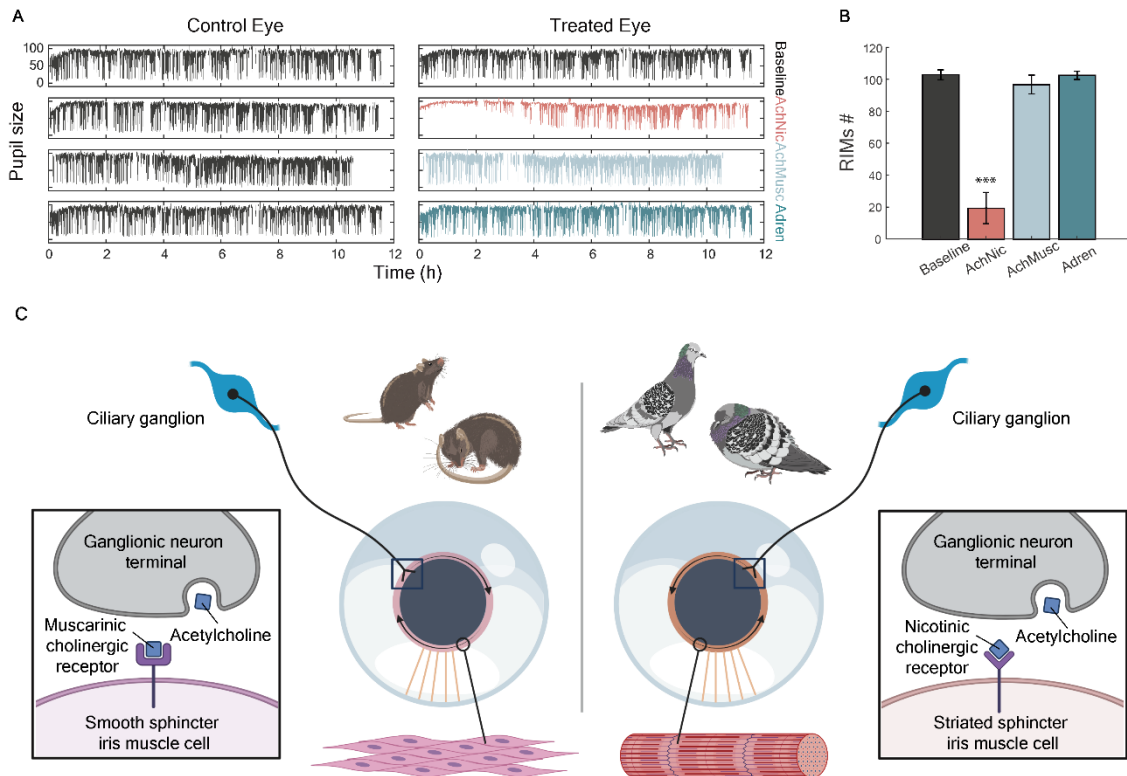 A
Control Eye
Treated Eye
Pupil size
100
50
0
Baseline
AchNic
AchMusc
Adren
0
2
4
6
8
10
12
0
2
4
6
8
10
12
Time (h)
B
RIMs #
120
100
80
60
40
20
0
***
Baseline
AchNic
AchMusc
Adren
C
Ciliary ganglion
Ciliary ganglion
Ganglionic neuron
terminal
Acetylcholine
Muscarinic
cholinergic
receptor
Smooth sphincter
iris muscle cell
Ganglionic neuron
terminal
Acetylcholine
Nicotinic
cholinergic
receptor
Striated sphincter
iris muscle cell